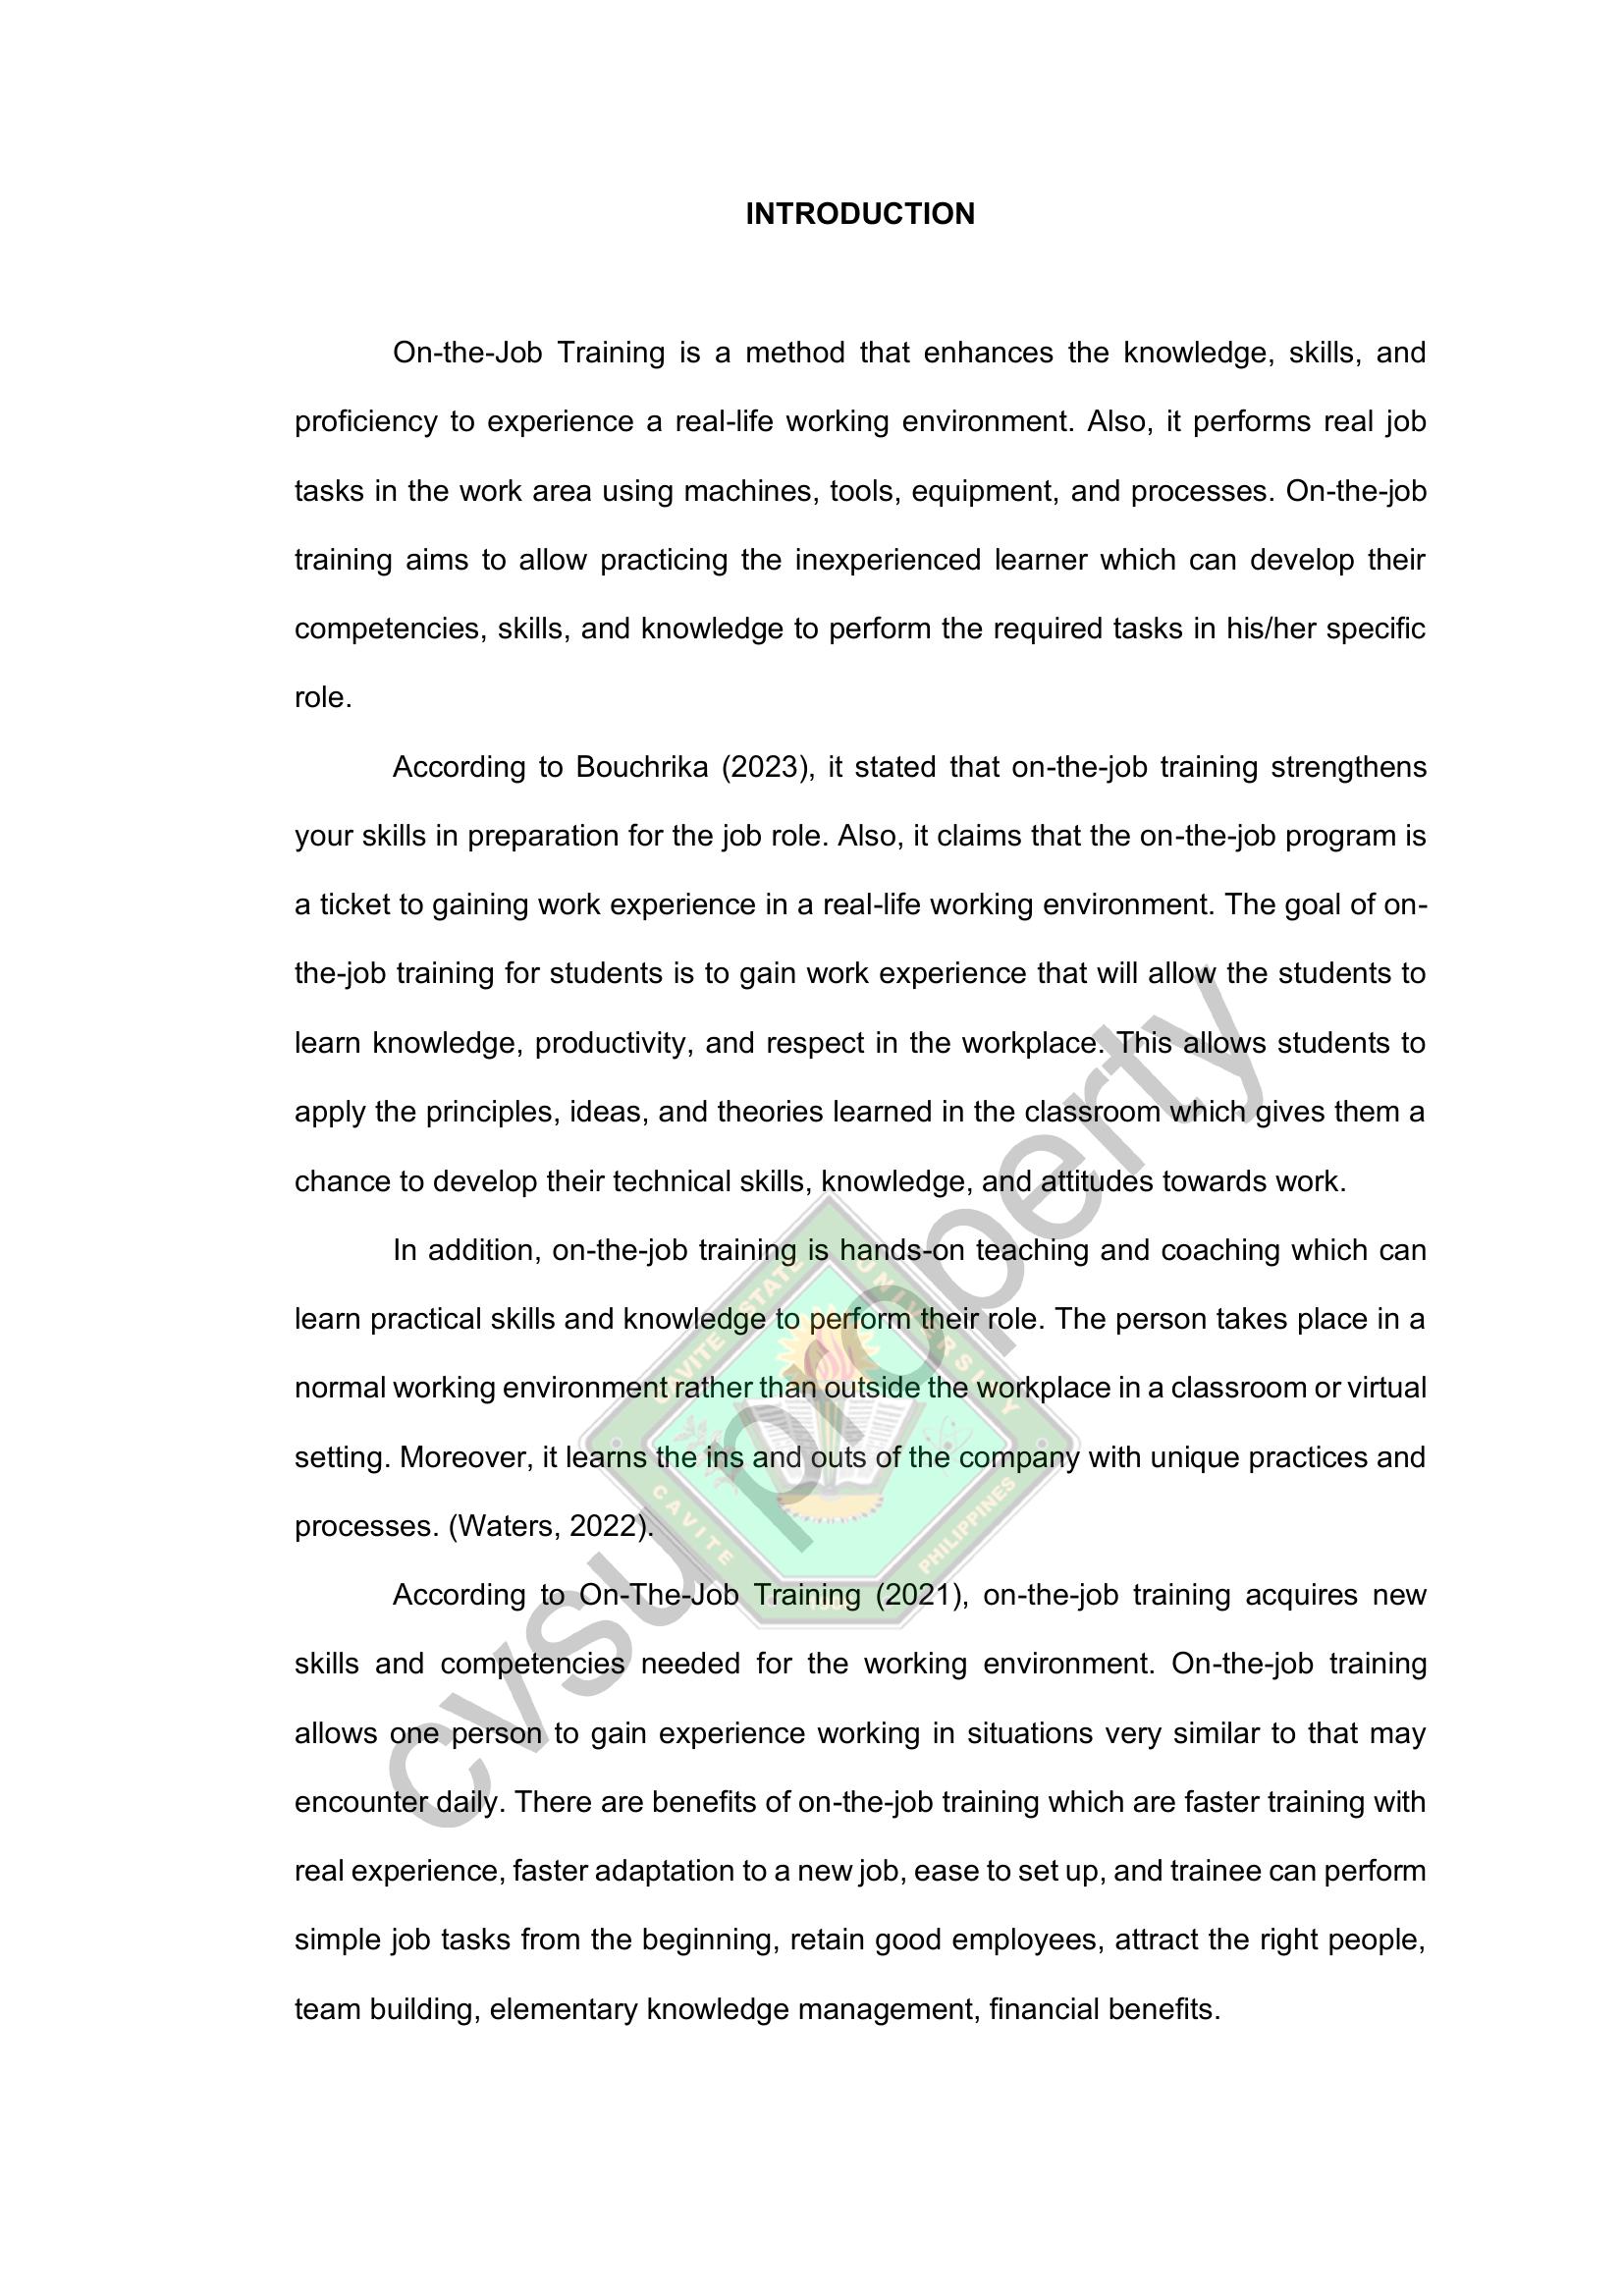 INTRODUCTION
On-the-Job Training is a method that enhances the knowledge, skills, and
proficiency to experience a real-life working environment. Also, it performs real job
tasks in the work area using machines, tools, equipment, and processes. On-the-job
training aims to allow practicing the inexperienced learner which can develop their
competencies, skills, and knowledge to perform the required tasks in his/her specific
role.
According to Bouchrika (2023), it stated that on-the-job training strengthens
your skills in preparation for the job role. Also, it claims that the on-the-job program is
a ticket to gaining work experience in a real-life working environment. The goal of on-
the-job training for students is to gain work experience that will allow the students to
learn knowledge, productivity, and respect in the workplace. This allows students to
apply the principles, ideas, and theories learned in the classroom which gives them a
chance to develop their technical skills, knowledge, and attitudes towards work.
In addition, on-the-job training is hands-on teaching and coaching which can
learn practical skills and knowledge to perform their role. The person takes place in a
normal working environment rather than outside the workplace in a classroom or virtual
setting. Moreover, it learns the ins and outs of the company with unique practices and
processes. (Waters, 2022).
According to On-The-Job Training (2021), on-the-job training acquires new
skills and competencies needed for the working environment. On-the-job training
allows one person to gain experience working in situations very similar to that may
encounter daily. There are benefits of on-the-job training which are faster training with
real experience, faster adaptation to a new job, ease to set up, and trainee can perform
simple job tasks from the beginning, retain good employees, attract the right people,
team building, elementary knowledge management, financial benefits.
cvsu property
CAVITE STATE UNIVERSITY
CAVITE
PHILIPPINES